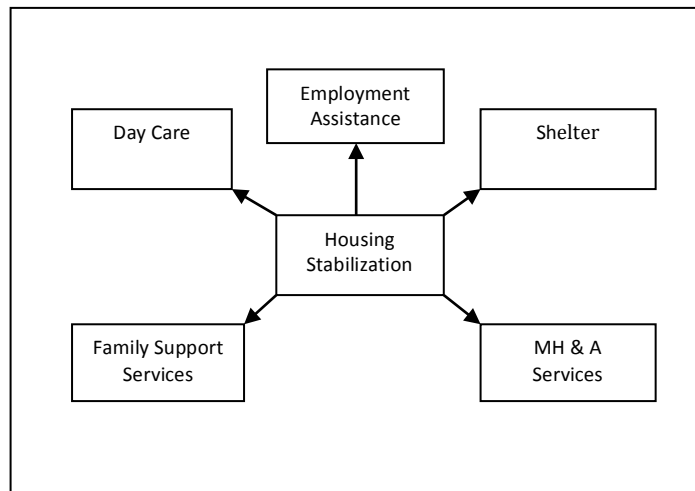 Employment
Assistance
Day Care
Shelter
Housing
Stabilization
Family Support
Services
MH & A
Services